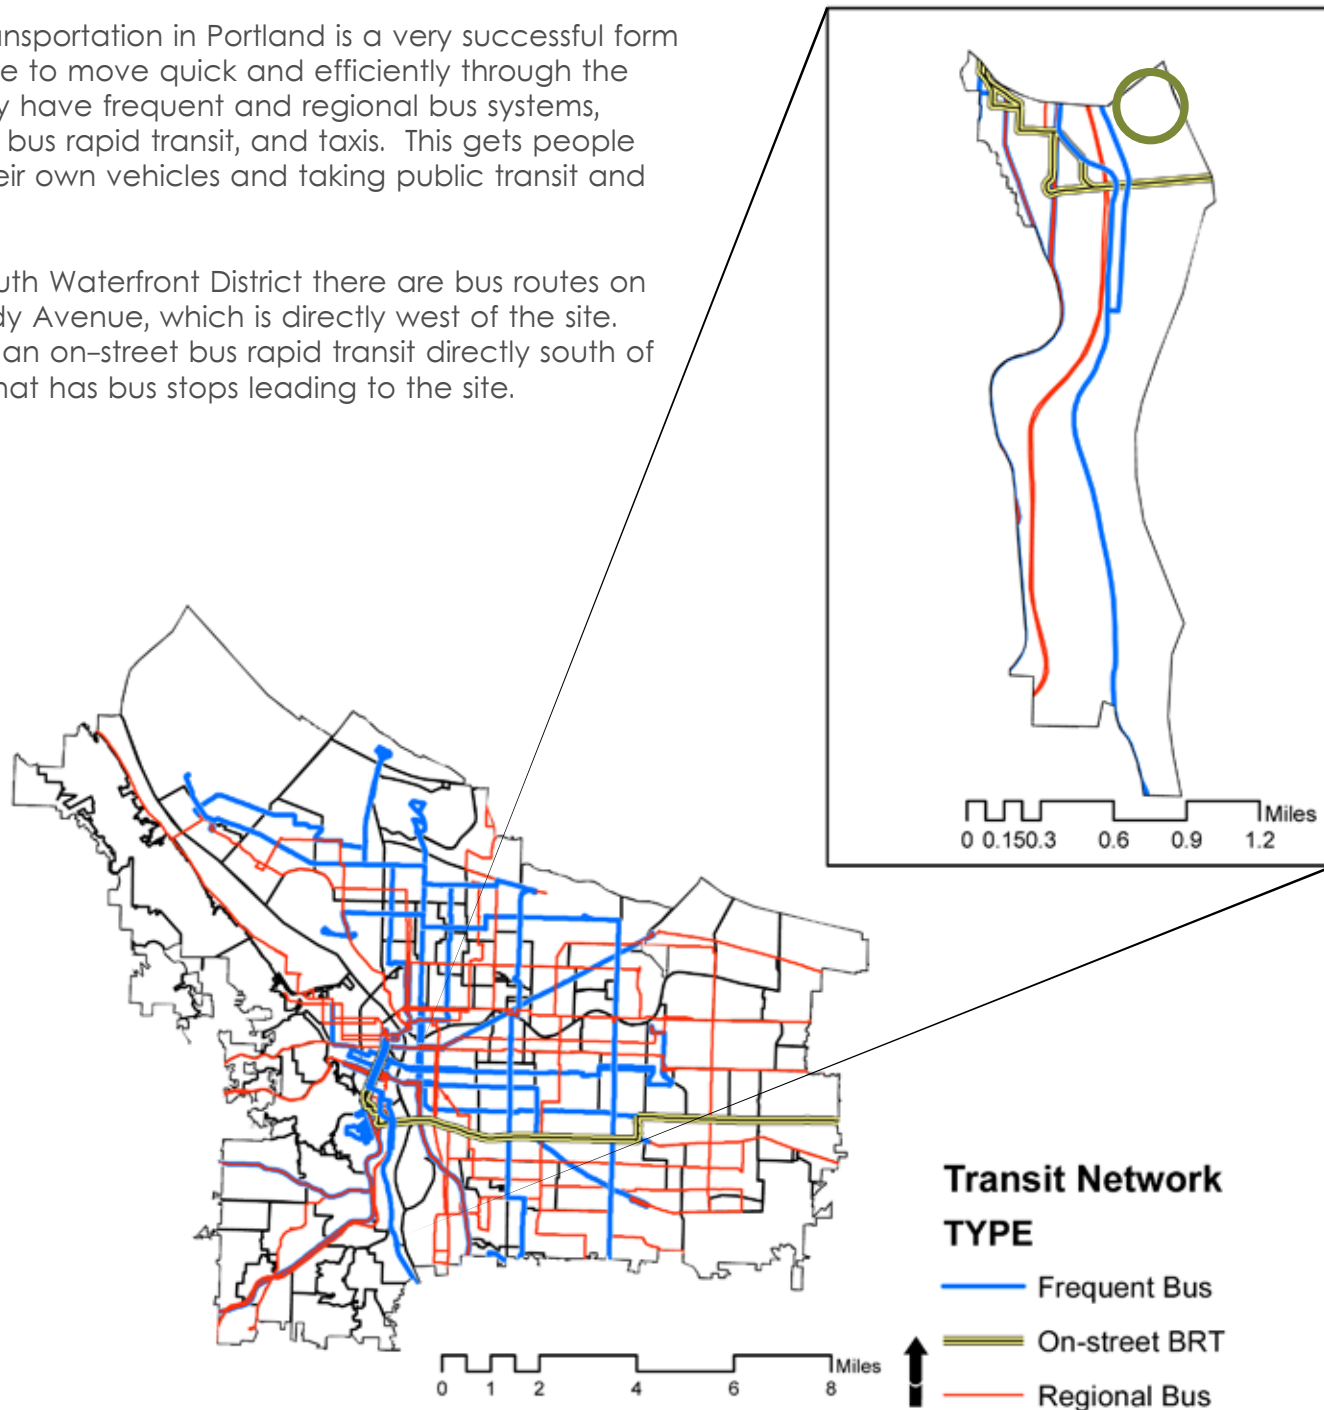 ansportation in Portland is a very successful form
e to move quick and efficiently through the
y have frequent and regional bus systems,
bus rapid transit, and taxis. This gets people
eir own vehicles and taking public transit and
uth Waterfront District there are bus routes on
dy Avenue, which is directly west of the site.
an on-street bus rapid transit directly south of
hat has bus stops leading to the site.
Miles
0 0.15 0.3 0.6 0.9 1.2
Transit Network
TYPE
Frequent Bus
On-street BRT
Regional Bus
Miles
0 1 2 4 6 8